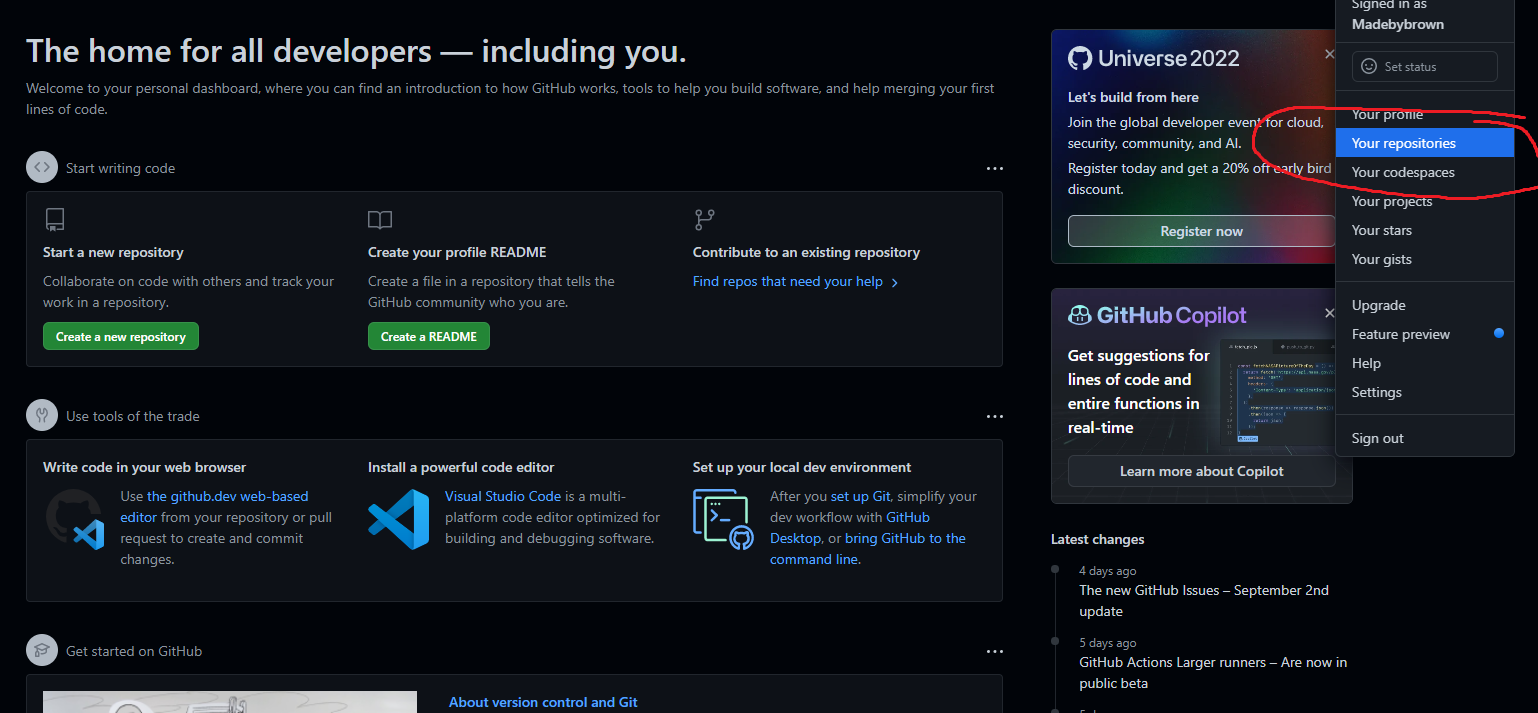 The home for all developers — including you.
Welcome to your personal dashboard, where you can find an introduction to how GitHub works, tools to help you build software, and help merging your first
lines of code.
Start writing code
Start a new repository
Collaborate on code with others and track your
work in a repository.
Create a new repository
Create your profile README
Create a file in a repository that tells the
GitHub community who you are.
Create a README
Contribute to an existing repository
Find repos that need your help
Use tools of the trade
Write code in your web browser
Use the github.dev web-based
editor from your repository or pull
request to create and commit
changes.
Install a powerful code editor
Visual Studio Code is a multi-
platform code editor optimized for
building and debugging software.
Set up your local dev environment
After you set up Git, simplify your
dev workflow with GitHub
Desktop, or bring GitHub to the
command line.
Get started on GitHub
About version control and Git
Universe 2022
Let's build from here
Join the global developer event for cloud,
security, community, and AI.
Register today and get a 20% off early bird
discount.
Register now
GitHub Copilot
Get suggestions for
lines of code and
entire functions in
real-time
Learn more about Copilot
Latest changes
4 days ago
The new GitHub Issues – September 2nd
update
5 days ago
GitHub Actions Larger runners – Are now in
public beta
Signed in as
Madebybrown
Set status
Your profile
Your repositories
Your codespaces
Your projects
Your stars
Your gists
Upgrade
Feature preview
Help
Settings
Sign out